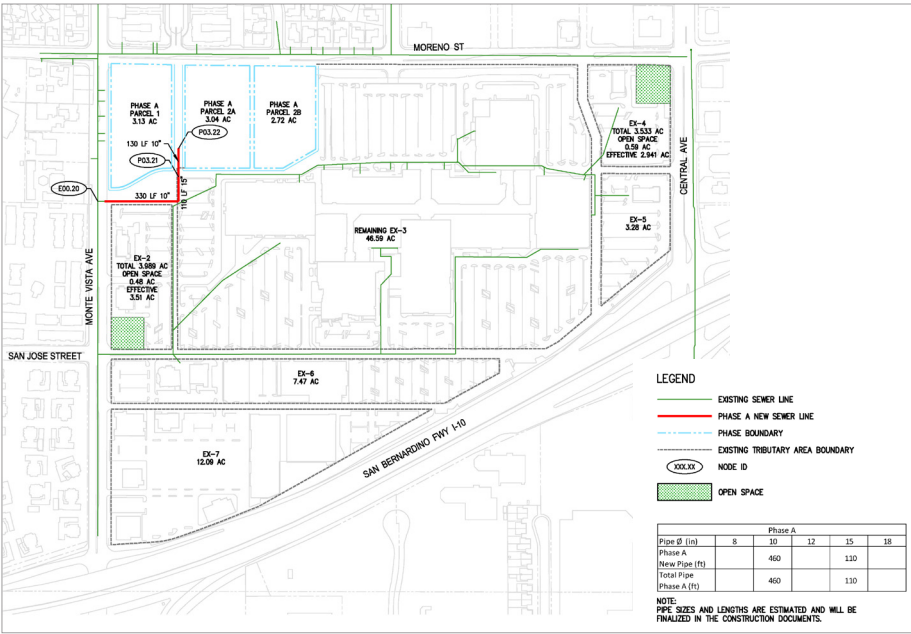 MORENO ST
PHASE A
PARCEL 1
3.13 AC
PHASE A
PARCEL 2A
3.04 AC
PHASE A
PARCEL 2B
2.72 AC
P03.22
130 LF 10"
P03.21
E00.20
330 LF 10"
110 LF 15"
EX-4
TOTAL 3.533 AC
OPEN SPACE
0.59 AC
EFFECTIVE 2.941 AC
CENTRAL AVE
EX-5
3.28 AC
REMAINING EX-3
46.59 AC
MONTE VISTA AVE
EX-2
TOTAL 3.989 AC
OPEN SPACE
0.48 AC
EFFECTIVE
3.51 AC
SAN JOSE STREET
EX-6
7.47 AC
EX-7
12.09 AC
SAN BERNARDINO FWY I-10
LEGEND
EXISTING SEWER LINE
PHASE A NEW SEWER LINE
PHASE BOUNDARY
EXISTING TRIBUTARY AREA BOUNDARY
XXX.XX NODE ID
OPEN SPACE
Phase A
Pipe Ø (in) 8 10 12 15 18
Phase A
New Pipe (ft) 460 110
Total Pipe
Phase A (ft) 460 110
NOTE:
PIPE SIZES AND LENGTHS ARE ESTIMATED AND WILL BE
FINALIZED IN THE CONSTRUCTION DOCUMENTS.